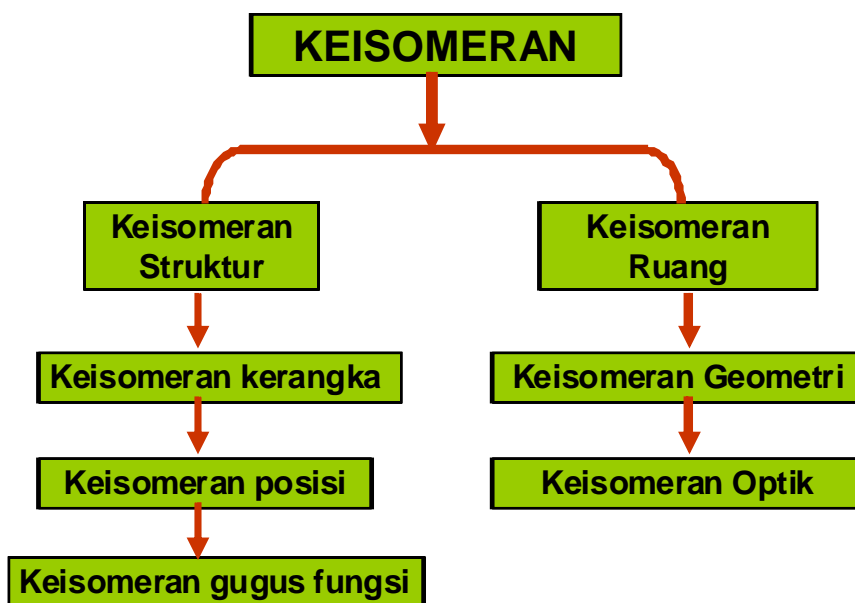 KEISOMERAN
Keisomeran
Struktur
Keisomeran
Ruang
Keisomeran kerangka
Keisomeran Geometri
Keisomeran posisi
Keisomeran Optik
Keisomeran gugus fungsi